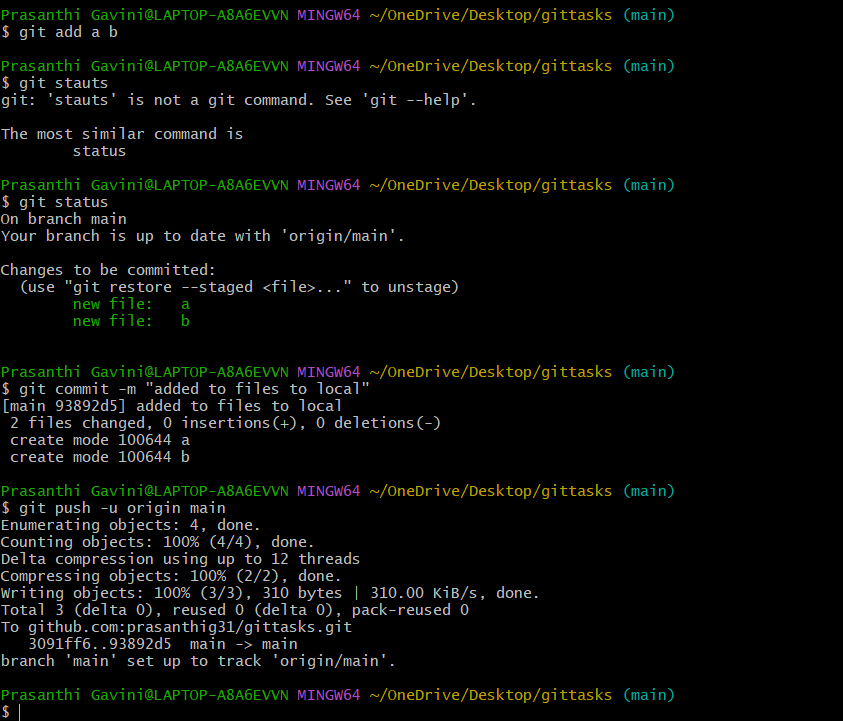 Prasanthi Gavini@LAPTOP-A8A6EVVN MINGW64 ~/OneDrive/Desktop/gittasks (main)
$ git add a b
Prasanthi Gavini@LAPTOP-A8A6EVVN MINGW64 ~/OneDrive/Desktop/gittasks (main)
$ git stauts
git: 'stauts' is not a git command. See 'git --help'.
The most similar command is
status
Prasanthi Gavini@LAPTOP-A8A6EVVN MINGW64 ~/OneDrive/Desktop/gittasks (main)
$ git status
On branch main
Your branch is up to date with 'origin/main'.
Changes to be committed:
(use "git restore --staged <file>..." to unstage)
new file:   a
new file:   b
Prasanthi Gavini@LAPTOP-A8A6EVVN MINGW64 ~/OneDrive/Desktop/gittasks (main)
$ git commit -m "added to files to local"
[main 93892d5] added to files to local
2 files changed, 0 insertions(+), 0 deletions(-)
create mode 100644 a
create mode 100644 b
Prasanthi Gavini@LAPTOP-A8A6EVVN MINGW64 ~/OneDrive/Desktop/gittasks (main)
$ git push -u origin main
Enumerating objects: 4, done.
Counting objects: 100% (4/4), done.
Delta compression using up to 12 threads
Compressing objects: 100% (2/2), done.
Writing objects: 100% (3/3), 310 bytes | 310.00 KiB/s, done.
Total 3 (delta 0), reused 0 (delta 0), pack-reused 0
To github.com:prasanthig31/gittasks.git
3091ff6..93892d5  main -> main
branch 'main' set up to track 'origin/main'.
Prasanthi Gavini@LAPTOP-A8A6EVVN MINGW64 ~/OneDrive/Desktop/gittasks (main)
$